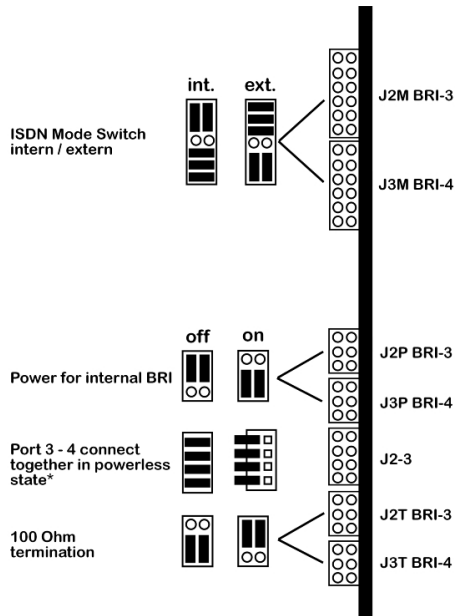 int. ext.
J2M BRI-3
ISDN Mode Switch
intern / extern
J3M BRI-4
off on
J2P BRI-3
Power for internal BRI
J3P BRI-4
Port 3 - 4 connect
together in powerless
state*
J2-3
J2T BRI-3
100 Ohm
termination
J3T BRI-4